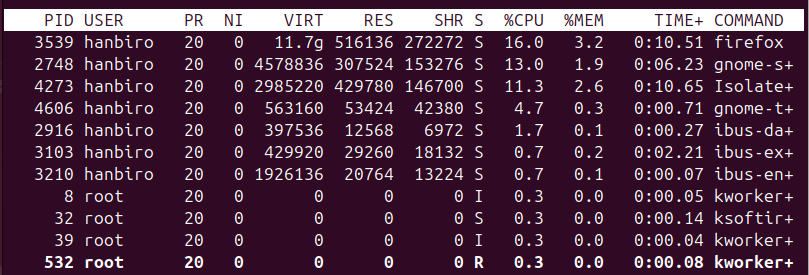 PID USER PR NI VIRT RES SHR S %CPU %MEM TIME+ COMMAND
3539 hanbiro 20 0 11.7g 516136 272272 S 16.0 3.2 0:10.51 firefox
2748 hanbiro 20 0 4578836 307524 153276 S 13.0 1.9 0:06.23 gnome-s+
4273 hanbiro 20 0 2985220 429780 146700 S 11.3 2.6 0:10.65 Isolate+
4606 hanbiro 20 0 563160 53424 42380 S 4.7 0.3 0:00.71 gnome-t+
2916 hanbiro 20 0 397536 12568 6972 S 1.7 0.1 0:00.27 ibus-da+
3103 hanbiro 20 0 429920 29260 18132 S 0.7 0.2 0:02.21 ibus-ex+
3210 hanbiro 20 0 1926136 20764 13224 S 0.7 0.1 0:00.07 ibus-en+
8 root 20 0 0 0 0 I 0.3 0.0 0:00.05 kworker+
32 root 20 0 0 0 0 S 0.3 0.0 0:00.14 ksoftir+
39 root 20 0 0 0 0 I 0.3 0.0 0:00.04 kworker+
532 root 20 0 0 0 0 R 0.3 0.0 0:00.08 kworker+